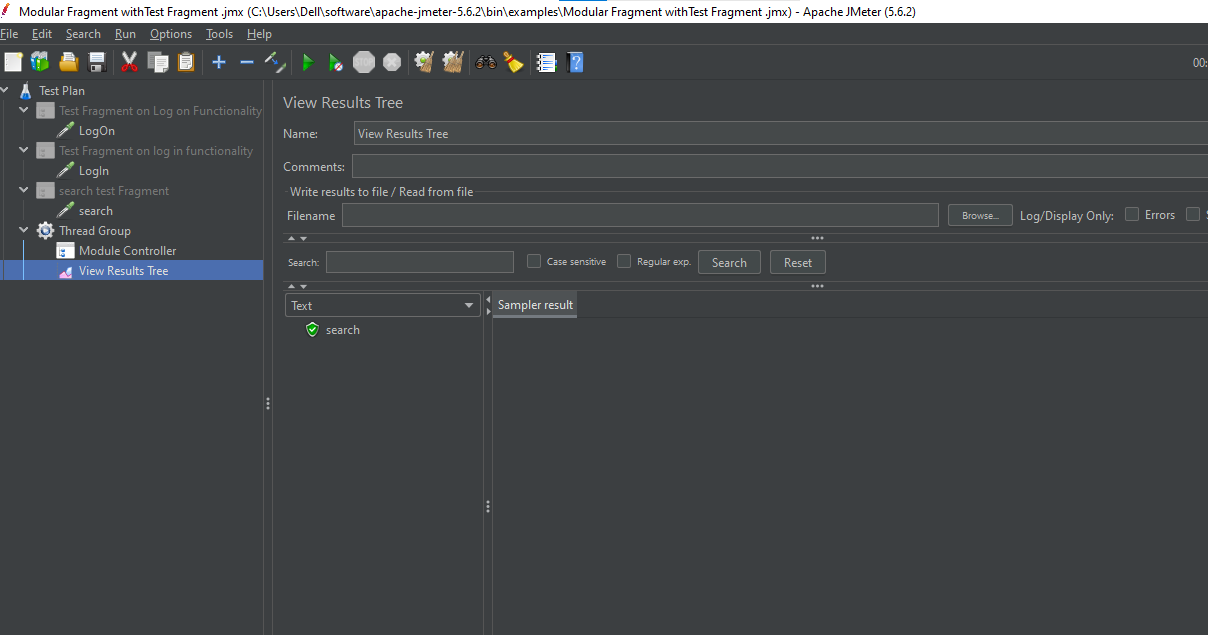 Modular Fragment withTest Fragment .jmx (C:\Users\Dell\software\apache-jmeter-5.6.2\bin\examples\Modular Fragment withTest Fragment .jmx) - Apache JMeter (5.6.2)
File Edit Search Run Options Tools Help
STOP
00:
Test Plan
Test Fragment on Log on Functionality
LogOn
Test Fragment on log in functionality
LogIn
search test Fragment
search
Thread Group
Module Controller
View Results Tree
View Results Tree
Name: View Results Tree
Comments:
Write results to file / Read from file
Filename Browse... Log/Display Only: Errors
Search: Case sensitive Regular exp. Search Reset
Text
search
Sampler result